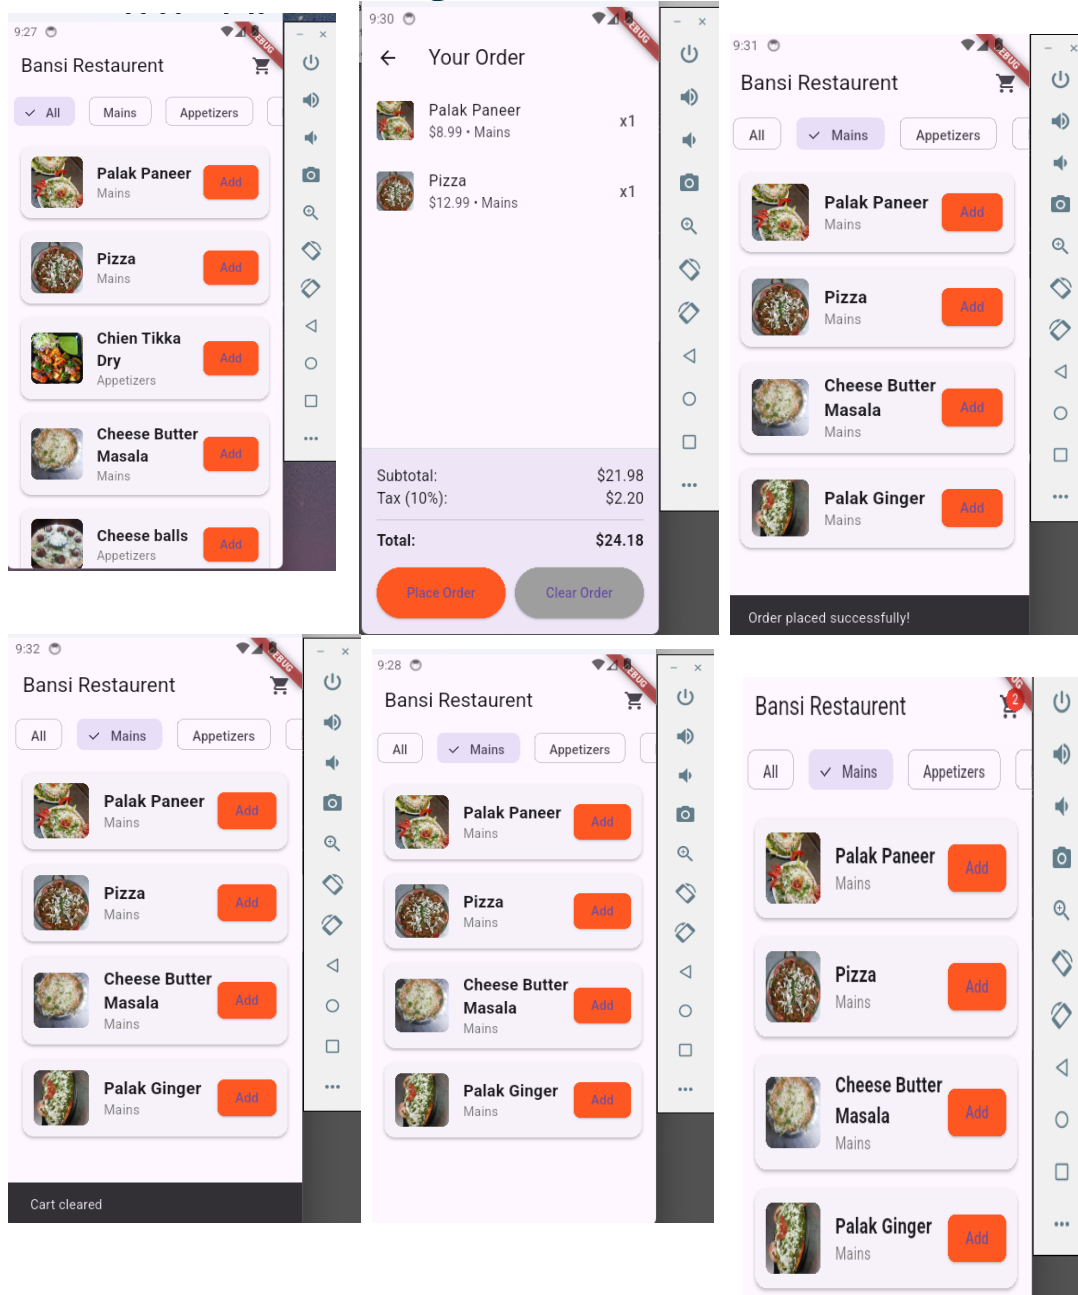 9:27
DEBUG
Bansi Restaurent
All
Mains
Appetizers
Palak Paneer
Mains
Add
Pizza
Mains
Add
Chien Tikka
Dry
Appetizers
Add
Cheese Butter
Masala
Mains
Add
Cheese balls
Appetizers
Add
9:30
DEBUG
Your Order
Palak Paneer
$8.99 • Mains
x1
Pizza
$12.99 • Mains
x1
Subtotal: $21.98
Tax (10%): $2.20
Total: $24.18
Place Order
Clear Order
9:31
DEBUG
Bansi Restaurent
All
Mains
Appetizers
Palak Paneer
Mains
Add
Pizza
Mains
Add
Cheese Butter
Masala
Mains
Add
Palak Ginger
Mains
Add
Order placed successfully!
9:32
DEBUG
Bansi Restaurent
All
Mains
Appetizers
Palak Paneer
Mains
Add
Pizza
Mains
Add
Cheese Butter
Masala
Mains
Add
Palak Ginger
Mains
Add
Cart cleared
9:28
DEBUG
Bansi Restaurent
All
Mains
Appetizers
Palak Paneer
Mains
Add
Pizza
Mains
Add
Cheese Butter
Masala
Mains
Add
Palak Ginger
Mains
Add
2
Bansi Restaurent
All
Mains
Appetizers
Palak Paneer
Mains
Add
Pizza
Mains
Add
Cheese Butter
Masala
Mains
Add
Palak Ginger
Mains
Add